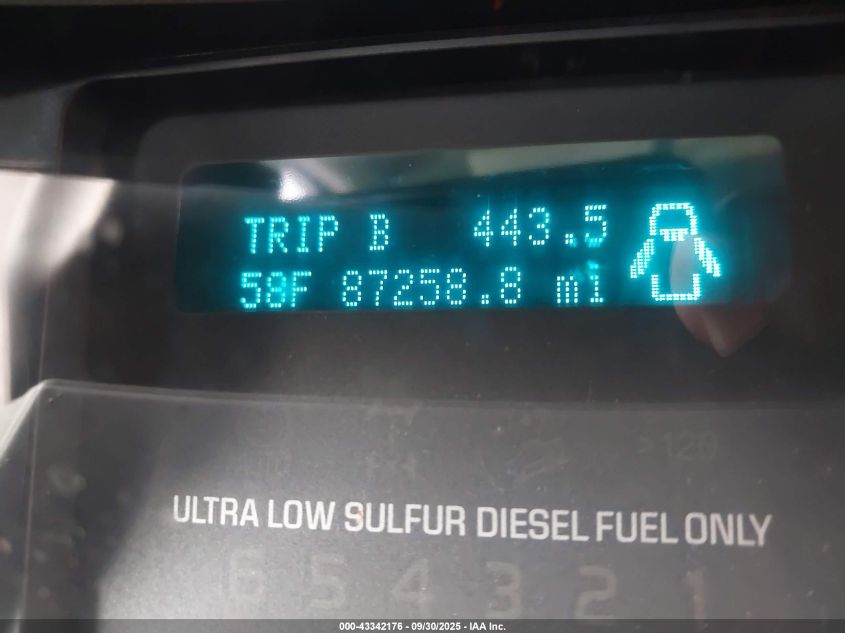 TRIP B 443.5
58F 87258.8 mi
>120
ULTRA LOW SULFUR DIESEL FUEL ONLY
6 5 4 3 2 1
000-43342176 - 09/30/2025 - IAA Inc.